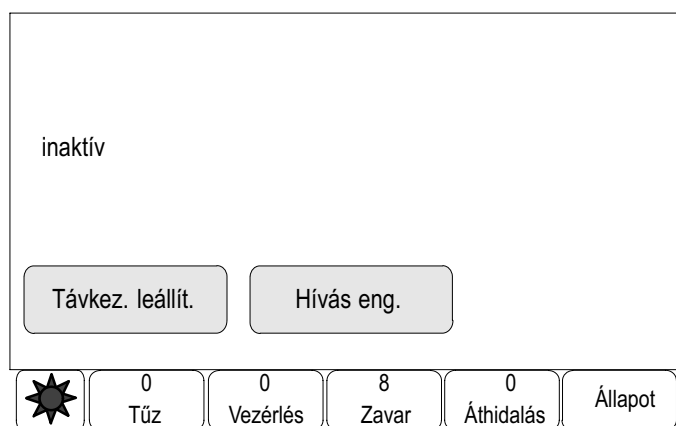 inaktív
Távkez. leállít.
Hívás eng.
0
Tűz
0
Vezérlés
8
Zavar
0
Áthidalás
Állapot